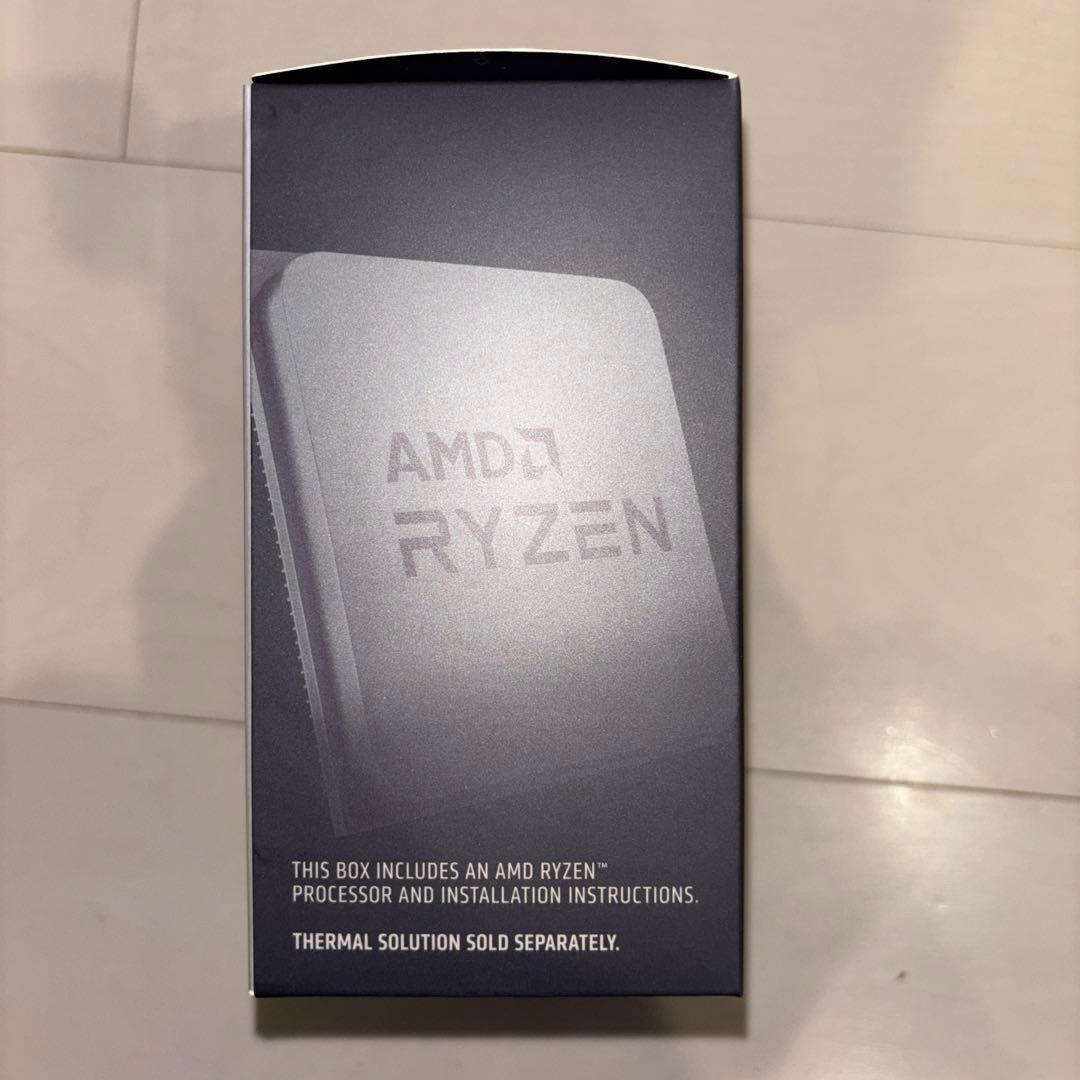 AMD
RYZEN
THIS BOX INCLUDES AN AMD RYZEN™
PROCESSOR AND INSTALLATION INSTRUCTIONS.
THERMAL SOLUTION SOLD SEPARATELY.